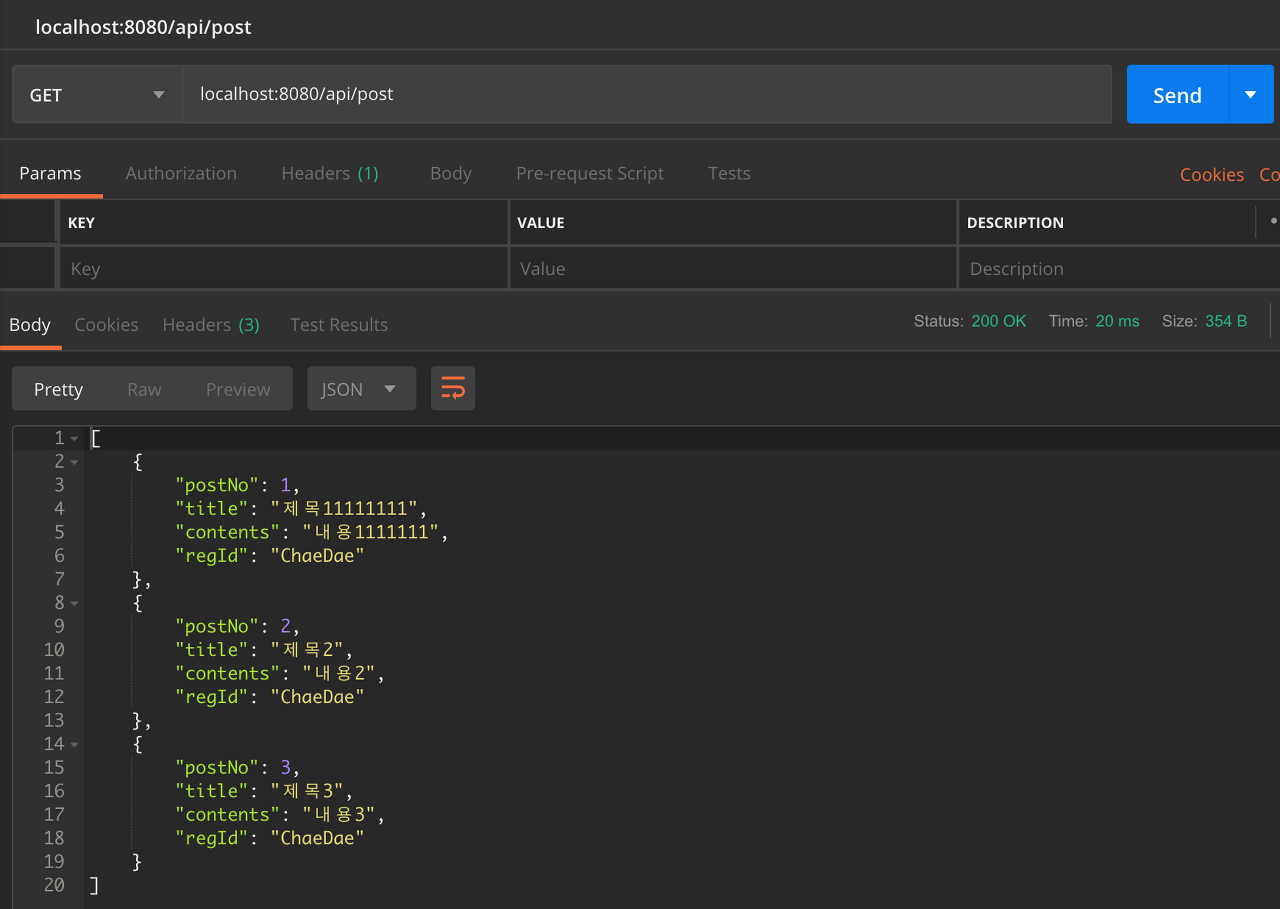 localhost:8080/api/post
GET localhost:8080/api/post Send
Params Authorization Headers (1) Body Pre-request Script Tests Cookies Co
KEY VALUE DESCRIPTION
Key Value Description
Body Cookies Headers (3) Test Results Status: 200 OK Time: 20 ms Size: 354 B
Pretty Raw Preview JSON
1 [
2 {
3 "postNo": 1,
4 "title": "제목11111111",
5 "contents": "내용1111111",
6 "regId": "ChaeDae"
7 },
8 {
9 "postNo": 2,
10 "title": "제목2",
11 "contents": "내용2",
12 "regId": "ChaeDae"
13 },
14 {
15 "postNo": 3,
16 "title": "제목3",
17 "contents": "내용3",
18 "regId": "ChaeDae"
19 }
20 ]